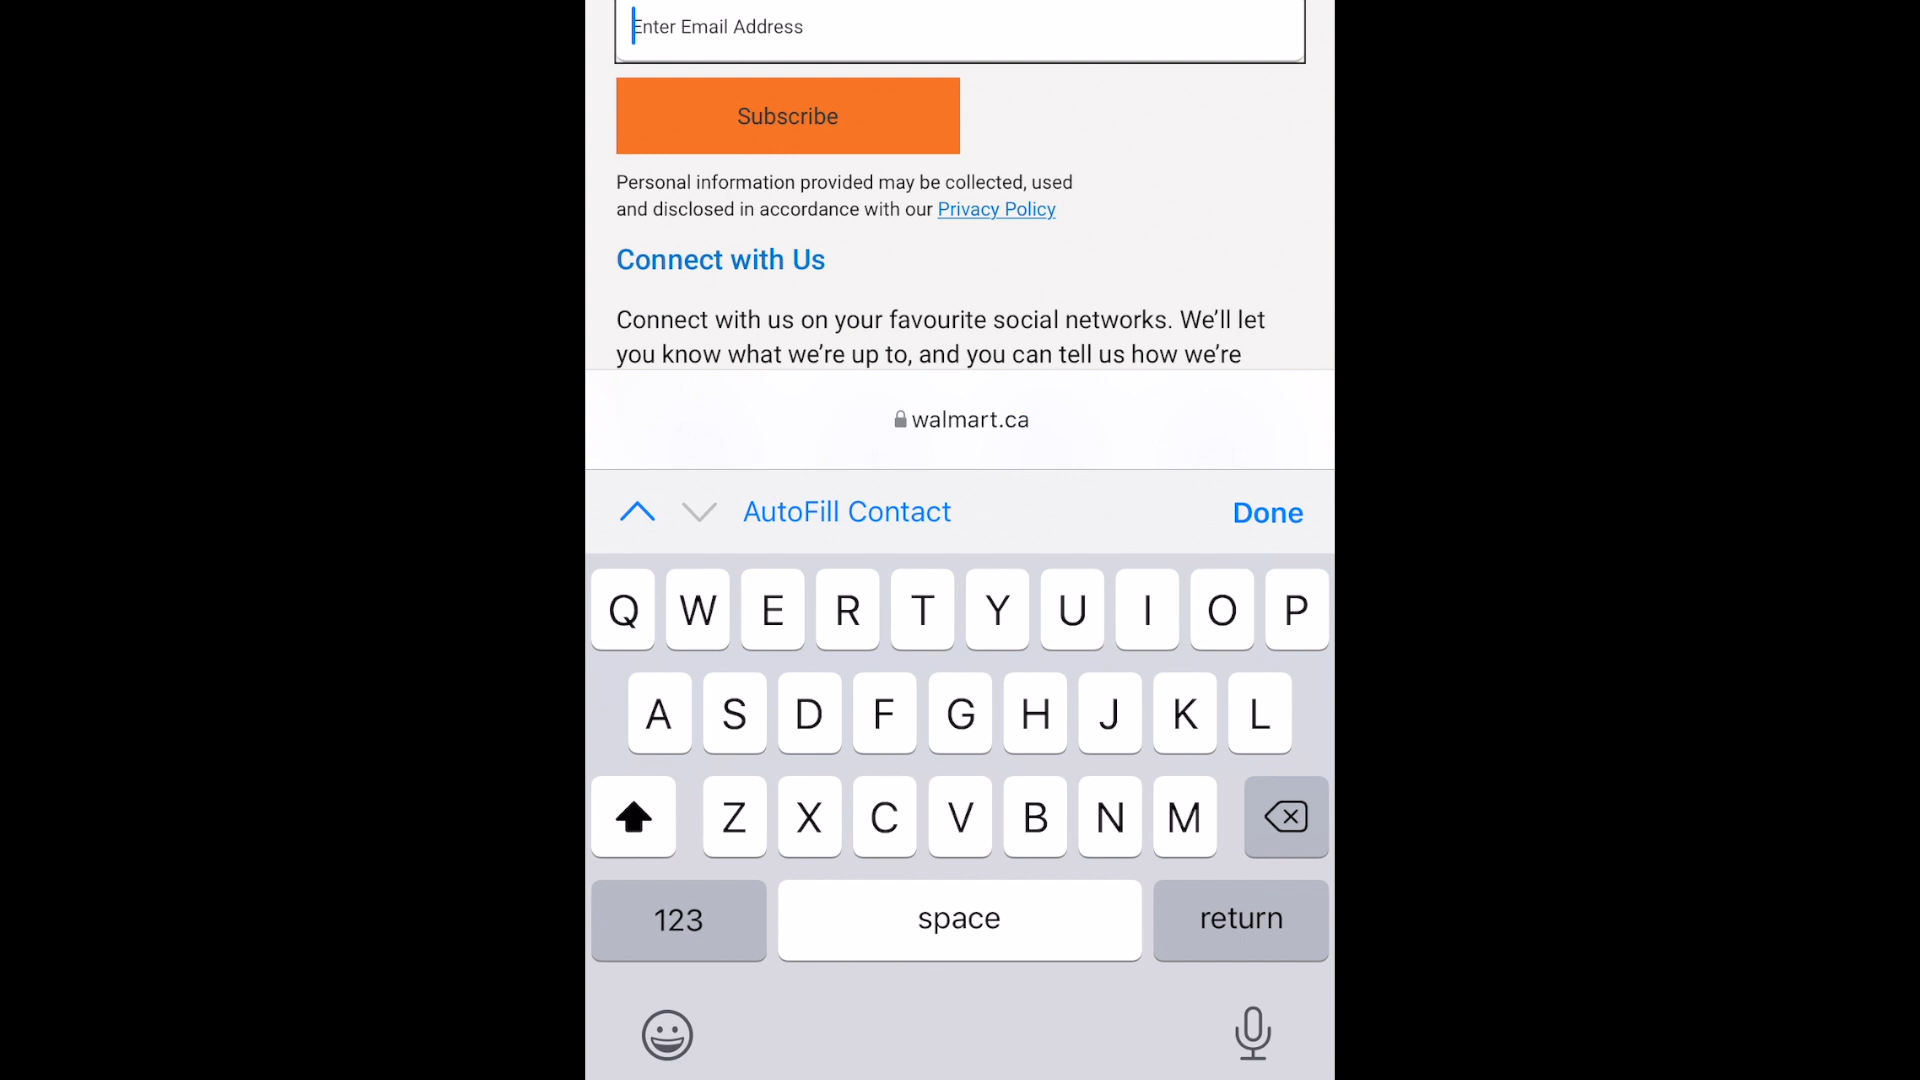 Enter Email Address
Subscribe
Personal information provided may be collected, used
and disclosed in accordance with our Privacy Policy
Connect with Us
Connect with us on your favourite social networks. We’ll let
you know what we’re up to, and you can tell us how we’re
walmart.ca
AutoFill Contact Done
Q W E R T Y U I O P
A S D F G H J K L
Z X C V B N M
123 space return